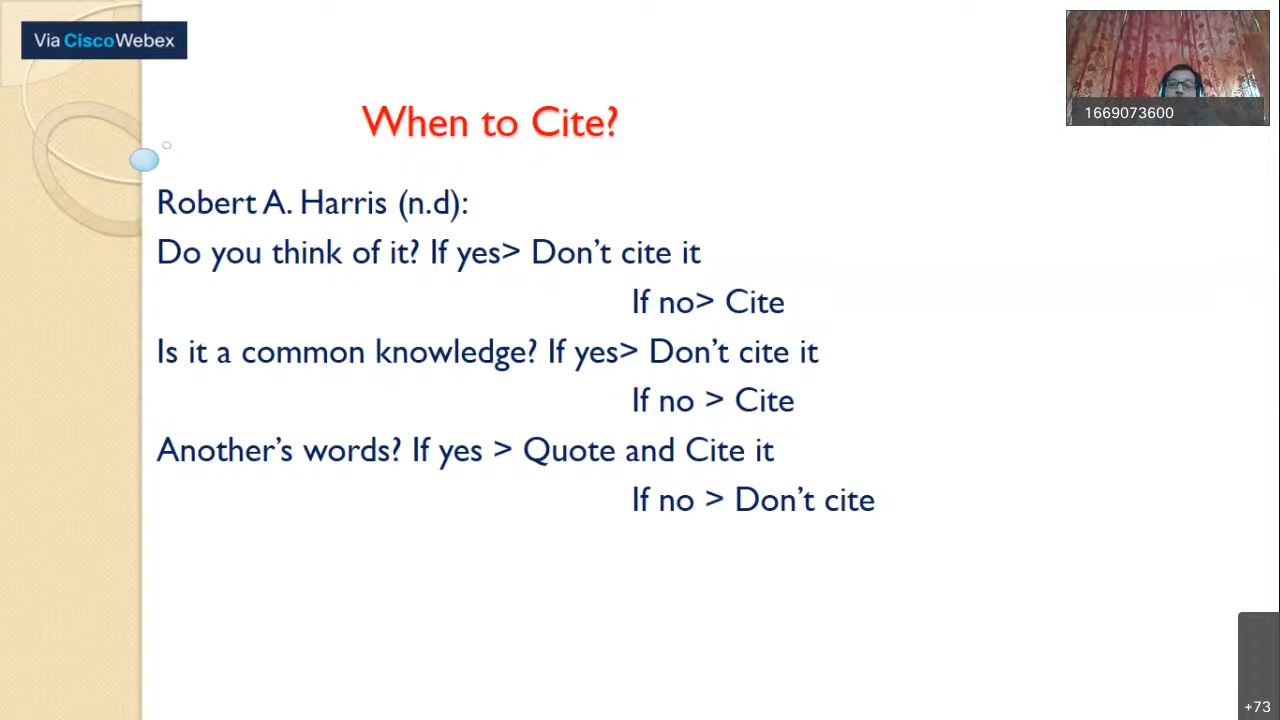 Via CiscoWebex
1669073600
When to Cite?
Robert A. Harris (n.d):
Do you think of it? If yes> Don't cite it
If no> Cite
Is it a common knowledge? If yes> Don't cite it
If no > Cite
Another's words? If yes > Quote and Cite it
If no > Don't cite
+73